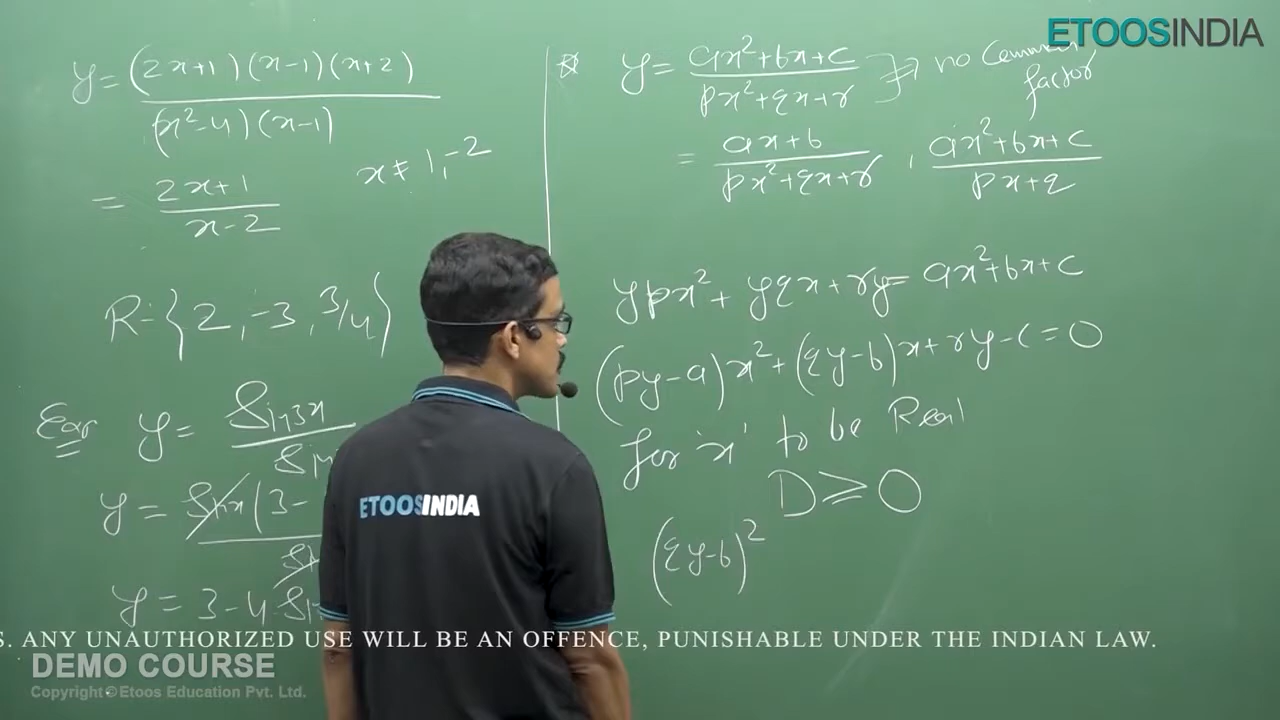 ETOOSINDIA
y = (2x+1)(x-1)(x+2) / (x²-4)(x-1)
x ≠ 1, -2
= 2x+1 / x-2
R-{2, -3, 3/4}
y = Sin3x / Sin
y = Sinx(3- / Si
y = 3-4 Si
y = ax²+bx+c / px²+qx+r → no Common factor
= ax+b / px²+qx+r , ax²+bx+c / px+q
ypx² + yqx + ry = ax²+bx+c
(py-a)x² + (qy-b)x + ry-c = 0
for 'x' to be Real
D ≥ 0
(qy-b)²
ETOOSINDIA
S. ANY UNAUTHORIZED USE WILL BE AN OFFENCE, PUNISHABLE UNDER THE INDIAN LAW.
DEMO COURSE
Copyright © Etoos Education Pvt. Ltd.